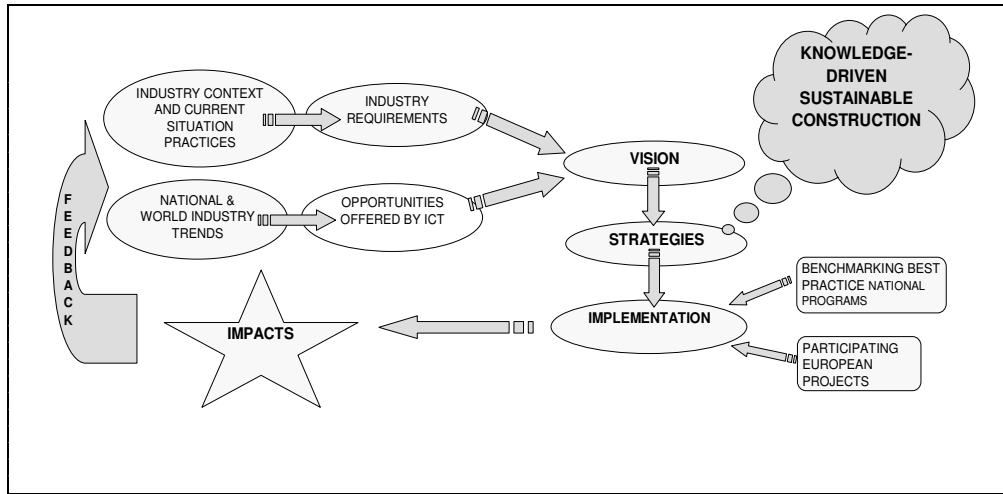 KNOWLEDGE-
DRIVEN
SUSTAINABLE
CONSTRUCTION
INDUSTRY CONTEXT
AND CURRENT
SITUATION
PRACTICES
INDUSTRY
REQUIREMENTS
VISION
FEEDBACK
NATIONAL &
WORLD INDUSTRY
TRENDS
OPPORTUNITIES
OFFERED BY ICT
STRATEGIES
BENCHMARKING BEST
PRACTICE NATIONAL
PROGRAMS
IMPLEMENTATION
IMPACTS
PARTICIPATING
EUROPEAN
PROJECTS